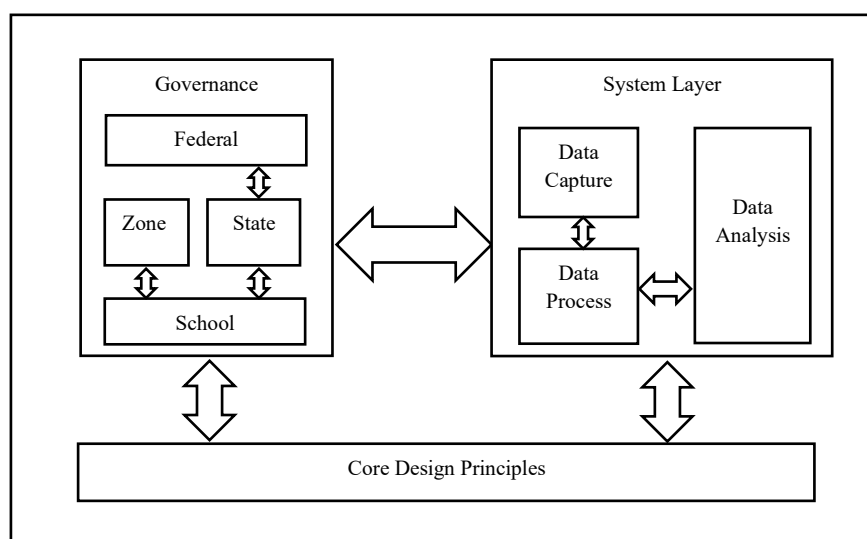 Governance
Federal
Zone
State
School
System Layer
Data
Capture
Data
Process
Data
Analysis
Core Design Principles